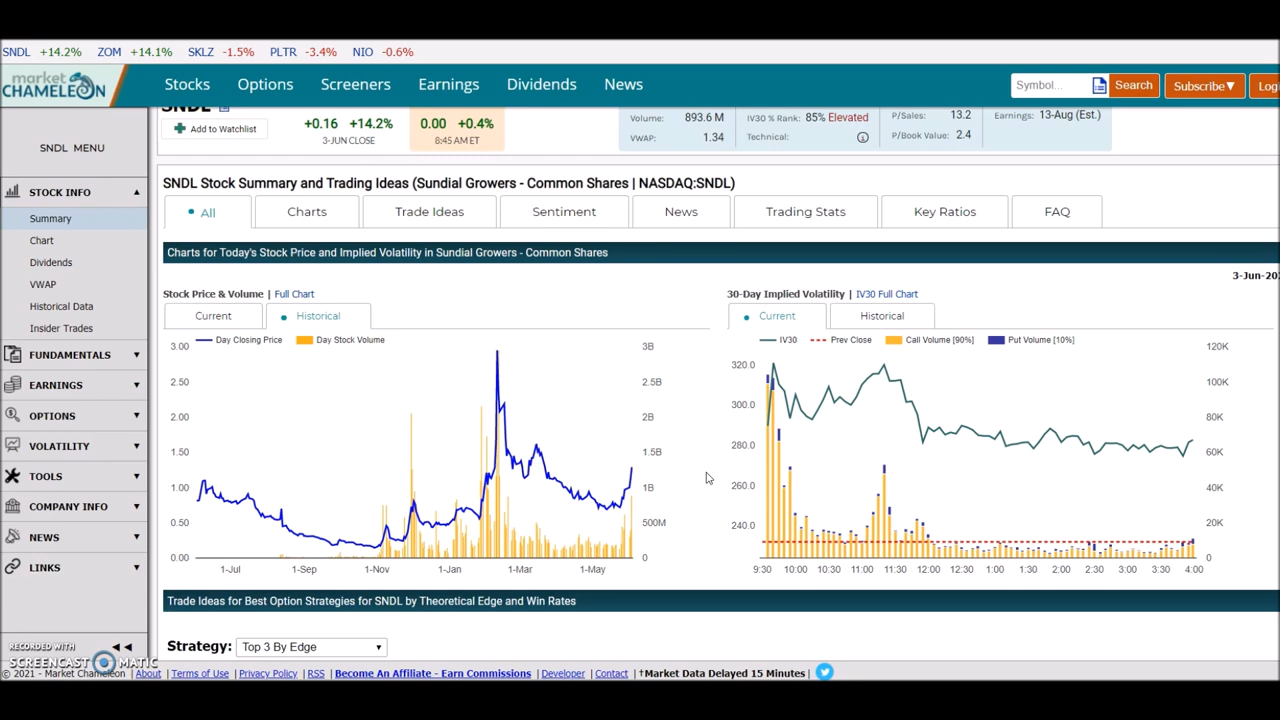 SNDL +14.2% ZOM +14.1% SKLZ -1.5% PLTR -3.4% NIO -0.6%
market CHAMELEON
Stocks Options Screeners Earnings Dividends News
Symbol... Search Subscribe▼ Logi
SNDL
Add to Watchlist
+0.16 +14.2%
3-JUN CLOSE
0.00 +0.4%
8:45 AM ET
Volume: 893.6 M
VWAP: 1.34
IV30 % Rank: 85% Elevated
Technical:
P/Sales: 13.2
P/Book Value: 2.4
Earnings: 13-Aug (Est.)
SNDL MENU
STOCK INFO
Summary
Chart
Dividends
VWAP
Historical Data
Insider Trades
FUNDAMENTALS
EARNINGS
OPTIONS
VOLATILITY
TOOLS
COMPANY INFO
NEWS
LINKS
SNDL Stock Summary and Trading Ideas (Sundial Growers - Common Shares | NASDAQ:SNDL)
All Charts Trade Ideas Sentiment News Trading Stats Key Ratios FAQ
Charts for Today's Stock Price and Implied Volatility in Sundial Growers - Common Shares
3-Jun-202
Stock Price & Volume | Full Chart
Current Historical
Day Closing Price Day Stock Volume
3.00 3B
2.50 2.5B
2.00 2B
1.50 1.5B
1.00 1B
0.50 500M
0.00 0
1-Jul 1-Sep 1-Nov 1-Jan 1-Mar 1-May
30-Day Implied Volatility | IV30 Full Chart
Current Historical
IV30 Prev Close Call Volume [90%] Put Volume [10%]
320.0 120K
300.0 100K
280.0 80K
260.0 60K
240.0 40K
20K
0
9:30 10:00 10:30 11:00 11:30 12:00 12:30 1:00 1:30 2:00 2:30 3:00 3:30 4:00
Trade Ideas for Best Option Strategies for SNDL by Theoretical Edge and Win Rates
Strategy: Top 3 By Edge
RECORDED WITH
SCREENCAST MATIC
© 2021 - Market Chameleon | About | Terms of Use | Privacy Policy | RSS | Become An Affiliate - Earn Commissions | Developer | Contact | †Market Data Delayed 15 Minutes |